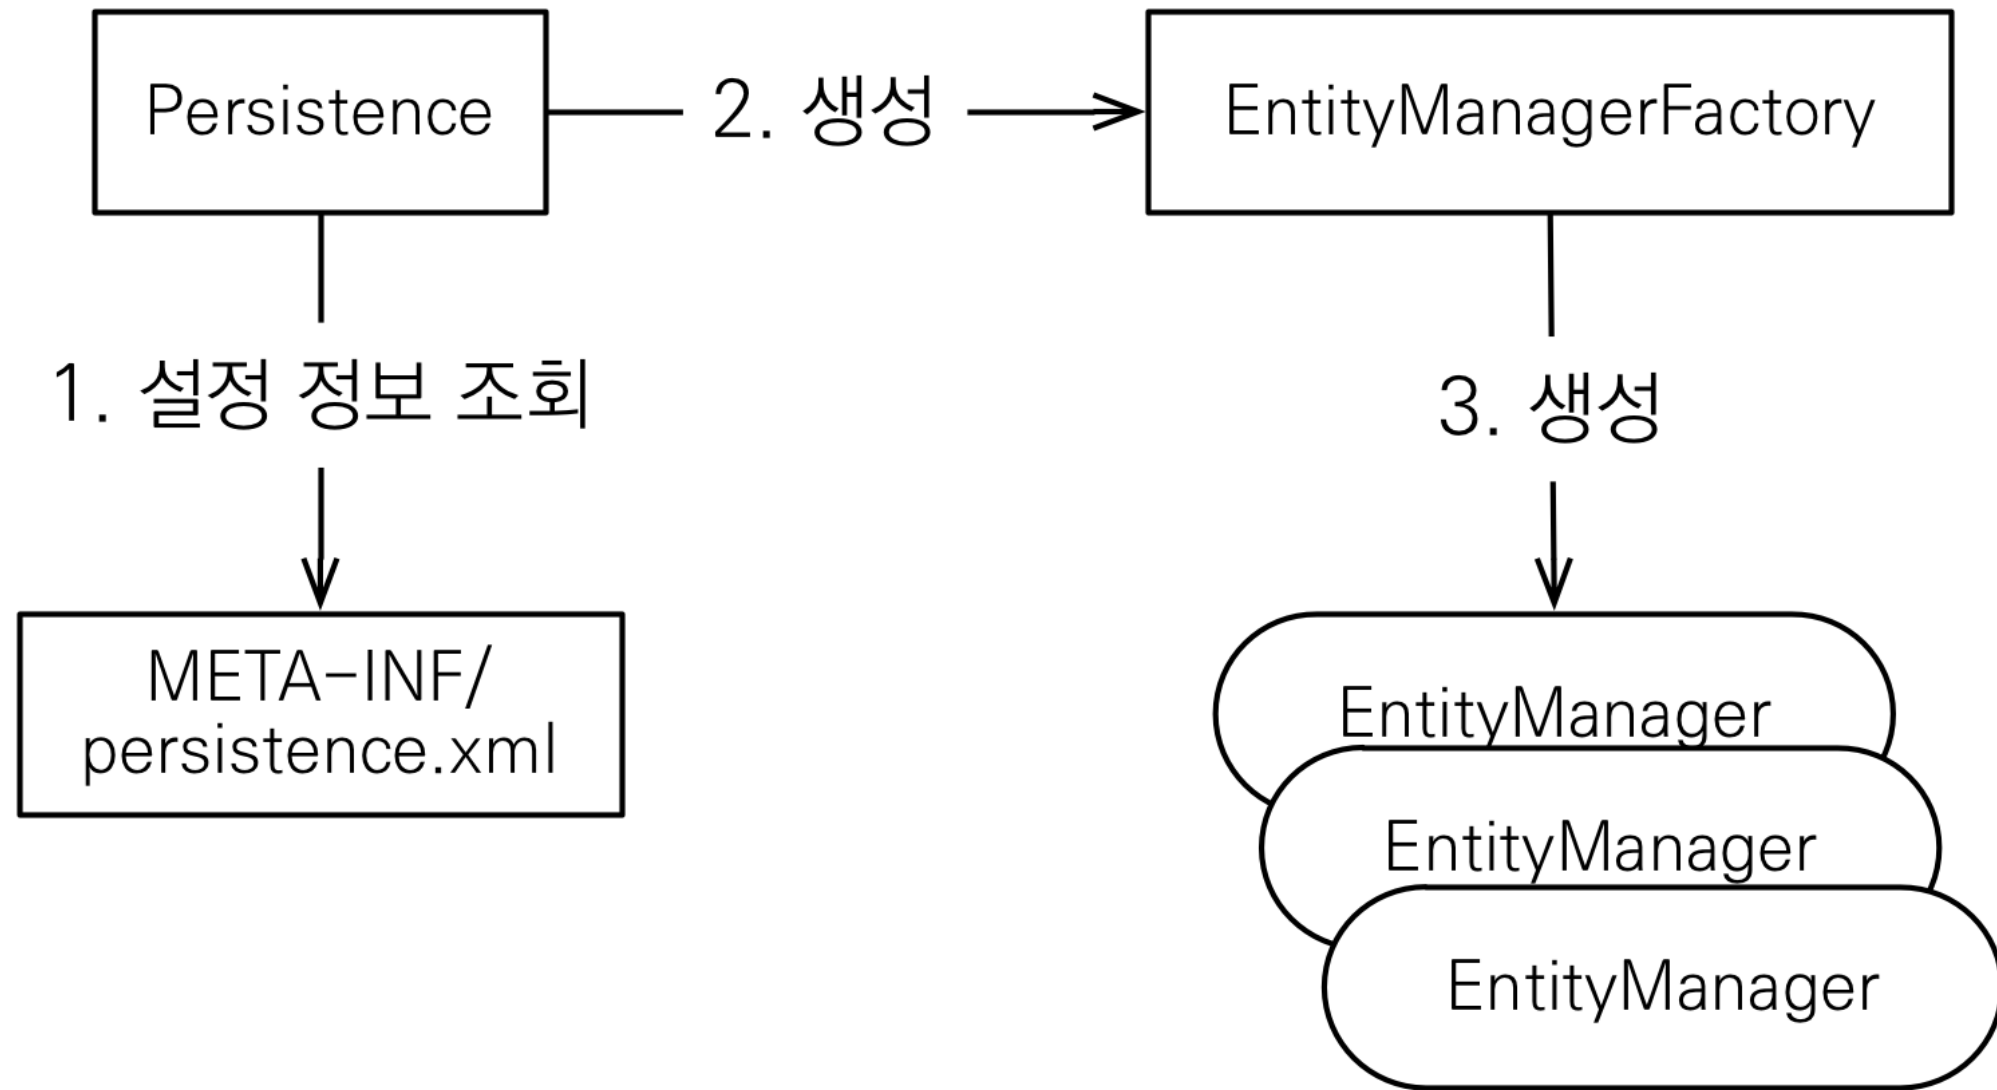 Persistence
2. 생성
EntityManagerFactory
1. 설정 정보 조회
3. 생성
META-INF/
persistence.xml
EntityManager
EntityManager
EntityManager